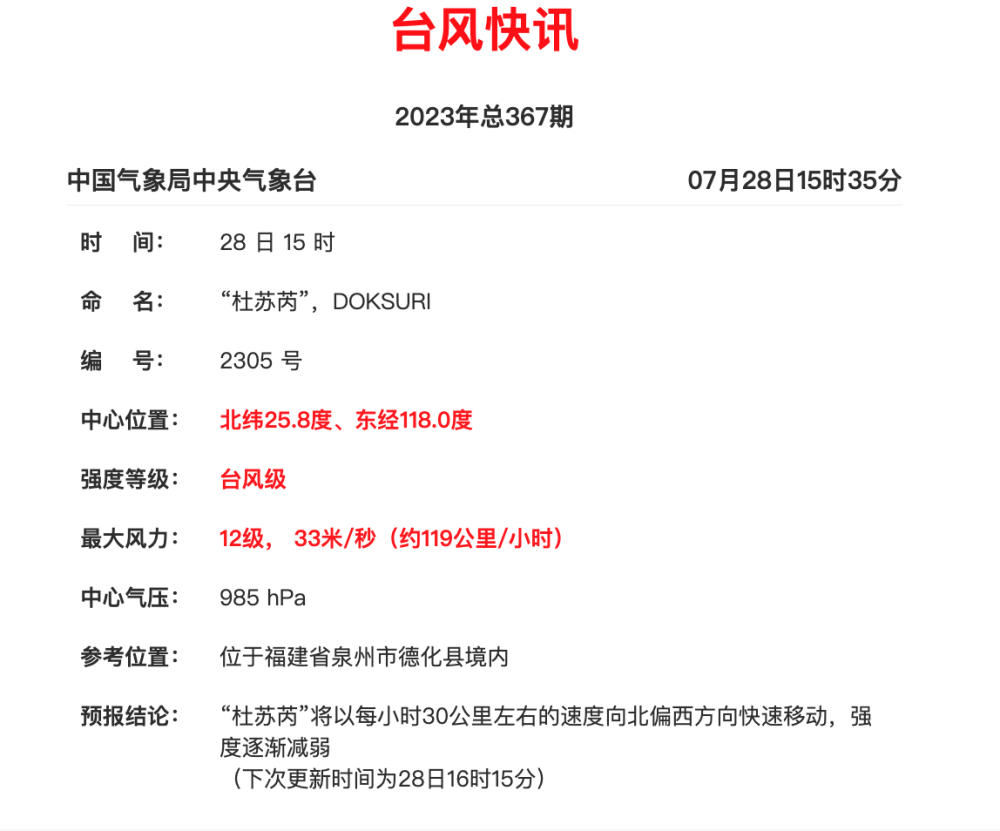 台风快讯
2023年总367期
中国气象局中央气象台 07月28日15时35分
时 间： 28 日 15 时
命 名： “杜苏芮”，DOKSURI
编 号： 2305 号
中心位置： 北纬25.8度、东经118.0度
强度等级： 台风级
最大风力： 12级， 33米/秒（约119公里/小时）
中心气压： 985 hPa
参考位置： 位于福建省泉州市德化县境内
预报结论： “杜苏芮”将以每小时30公里左右的速度向北偏西方向快速移动，强
度逐渐减弱
（下次更新时间为28日16时15分）